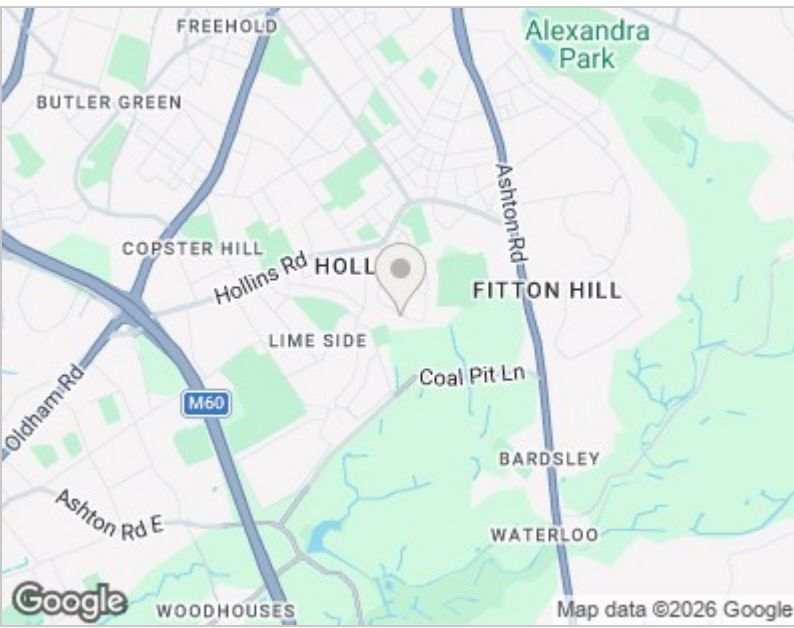 FREEHOLD
Alexandra
Park
BUTLER GREEN
Ashton Rd
COPSTER HILL
Hollins Rd
HOLL
FITTON HILL
LIME SIDE
Coal Pit Ln
M60
Oldham Rd
BARDSLEY
Ashton Rd E
WATERLOO
Google
WOODHOUSES
Map data ©2026 Google